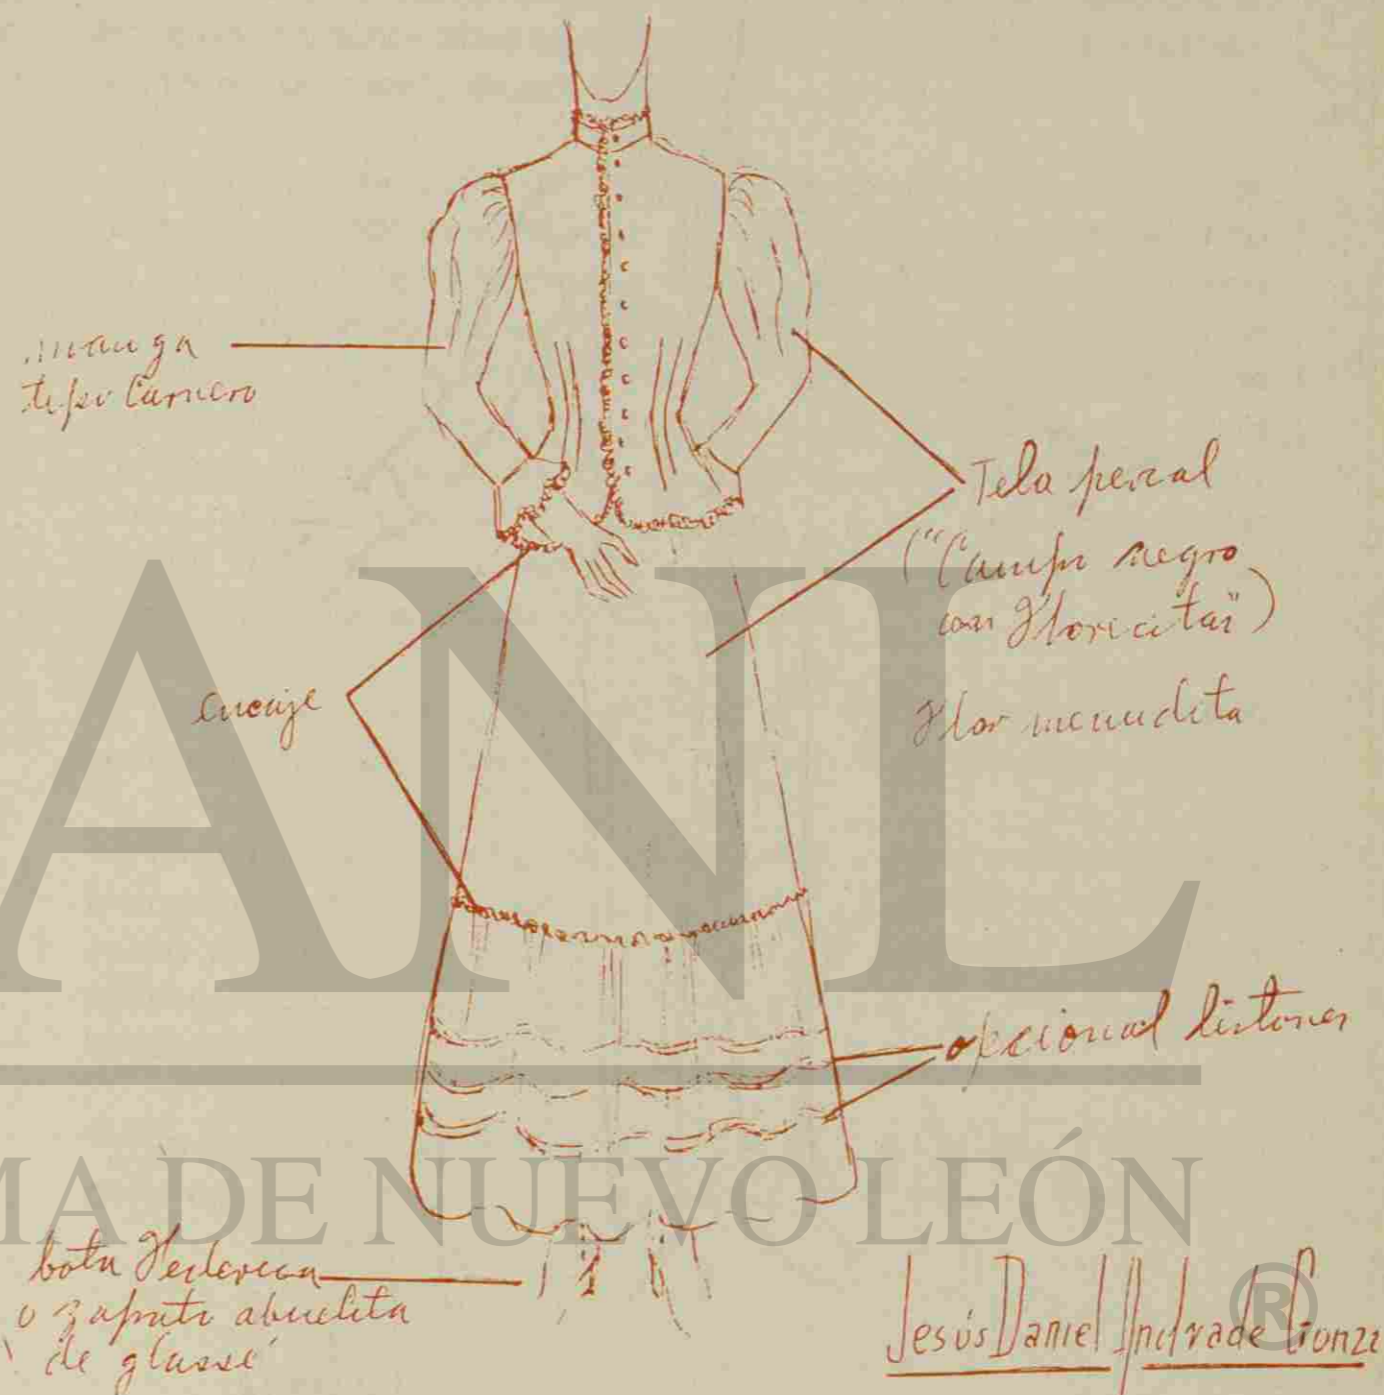 manga
tipo Carnero
Tela percal
("Campo negro
con Florecitas")
Flor menudita
encaje
opcional listones
bota Federica
o zapato abuelita
de glassé
Jesús Daniel Andrade Gonzá
ANL
MA DE NUEVO LEÓN
®